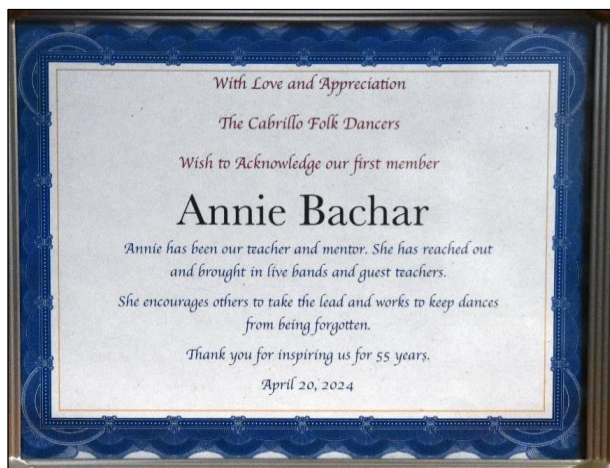 With Love and Appreciation
The Cabrillo Folk Dancers
Wish to Acknowledge our first member
Annie Bachar
Annie has been our teacher and mentor. She has reached out
and brought in live bands and guest teachers.
She encourages others to take the lead and works to keep dances
from being forgotten.
Thank you for inspiring us for 55 years.
April 20, 2024